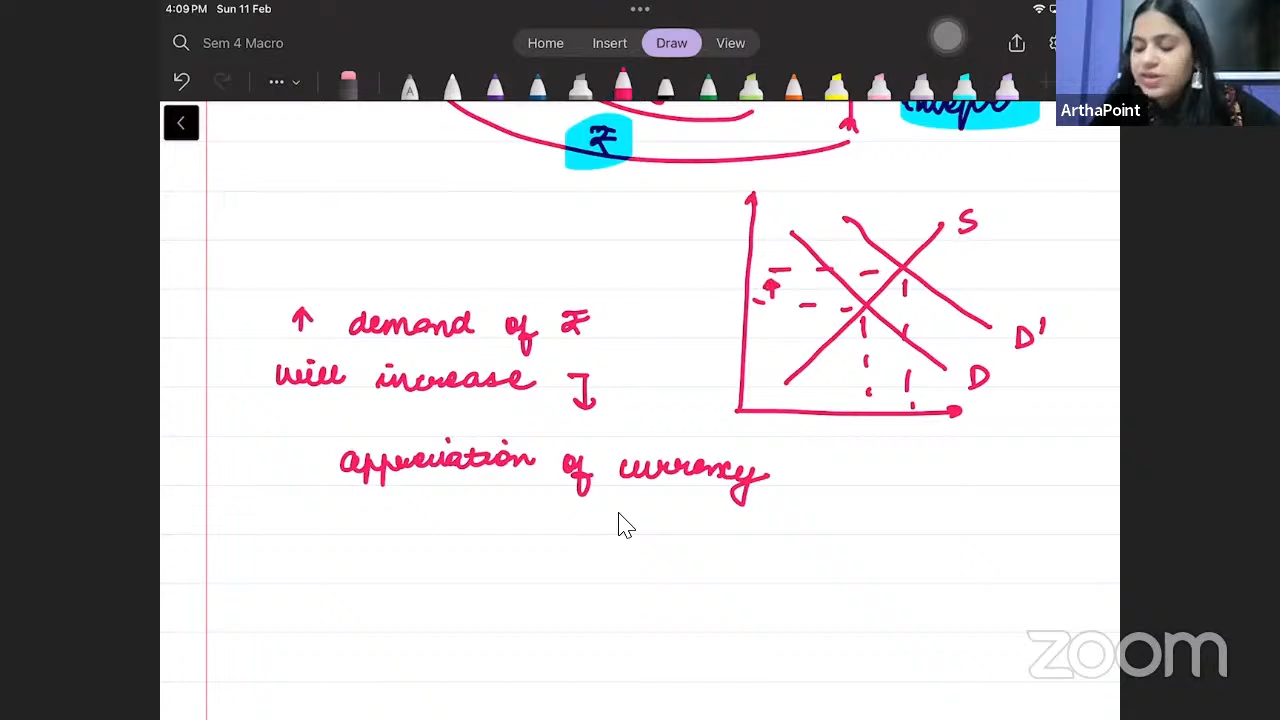 4:09 PM Sun 11 Feb
Sem 4 Macro
Home Insert Draw View
A
ArthaPoint
₹
S
D'
D
↑ demand of ₹
will increase
↓
appreciation of currency
zoom